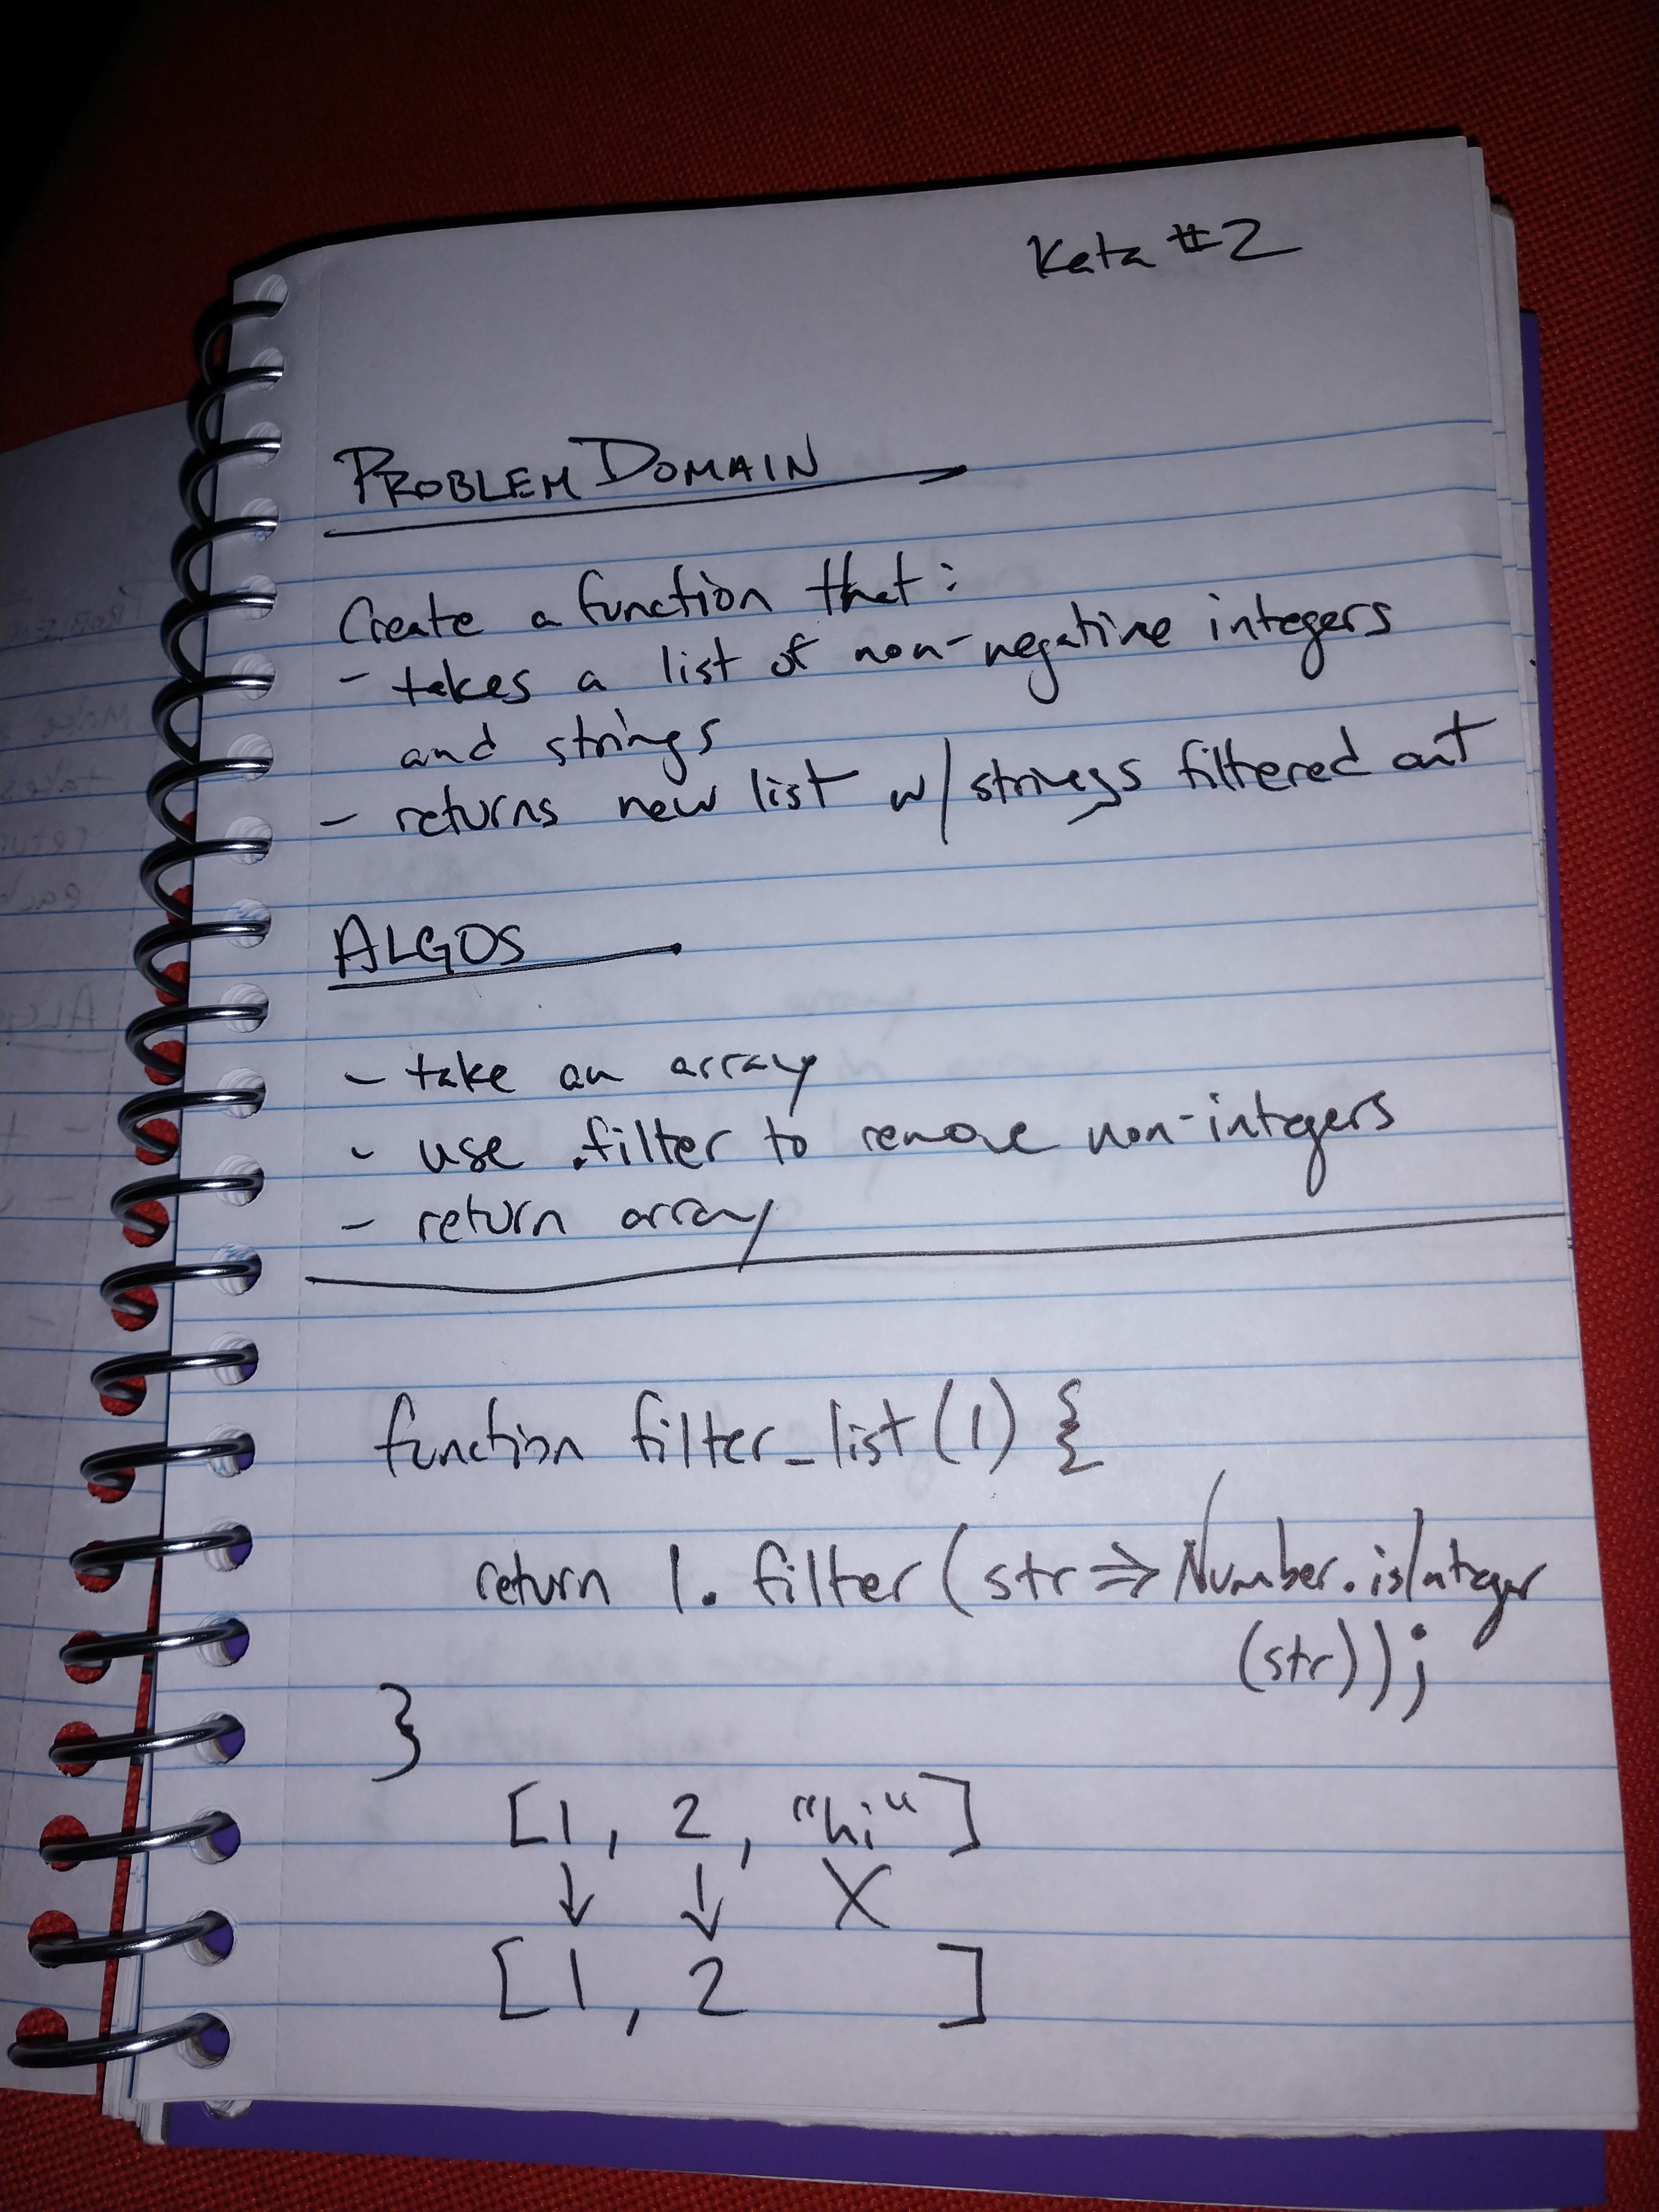 Kata #2
PROBLEM DOMAIN
Create a function that:
- takes a list of non-negative integers
and strings
- returns new list w/ strings filtered out
ALGOS
- take an array
- use .filter to remove non-integers
- return array
function filter_list(l) {
return l.filter(str => Number.isInteger
(str));
}
[1, 2, "hi"]
↓ ↓ X
[1, 2 ]